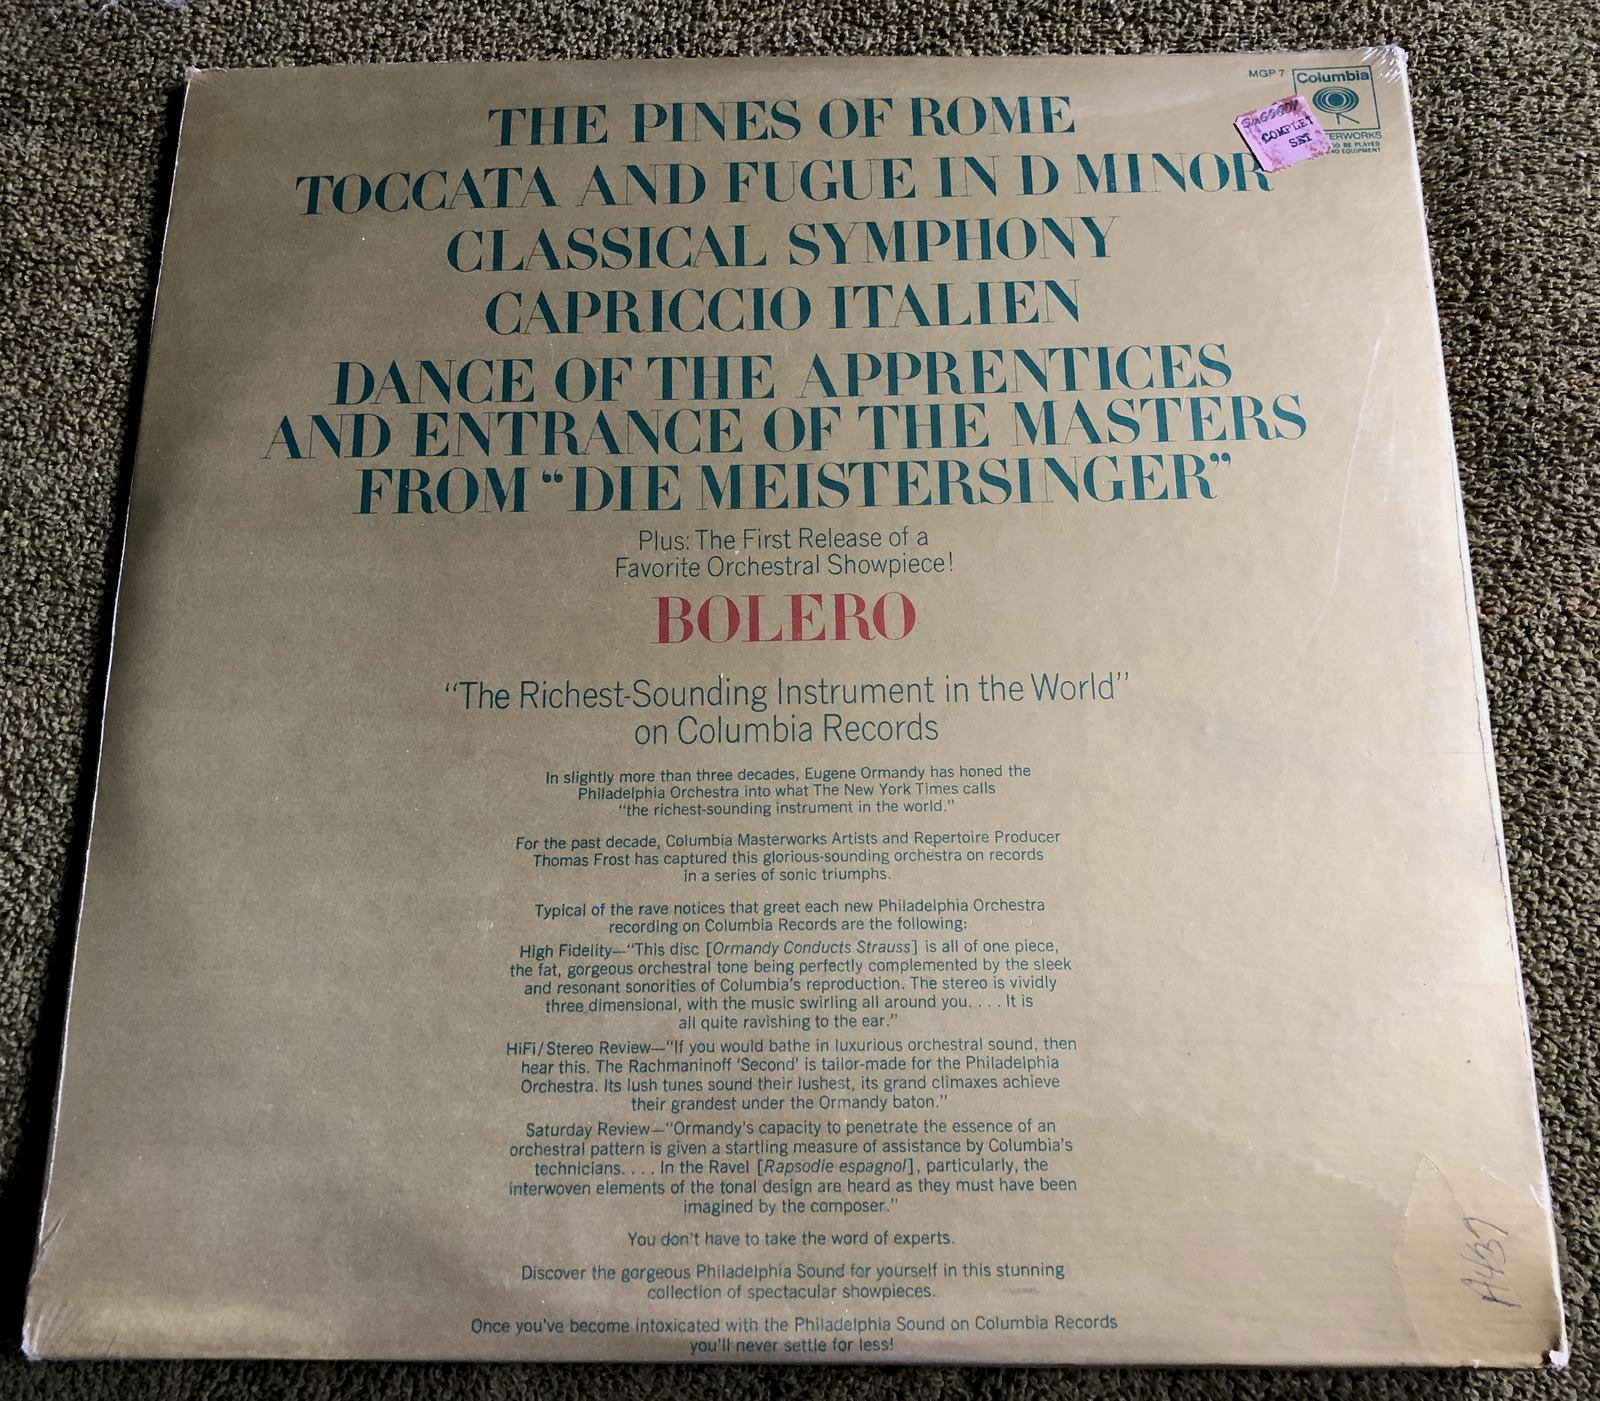 MGP 7
Columbia
COMPLET
SET
ERWORKS
SO BE PLAYED
EQUIPMENT
THE PINES OF ROME
TOCCATA AND FUGUE IN D MINOR
CLASSICAL SYMPHONY
CAPRICCIO ITALIEN
DANCE OF THE APPRENTICES
AND ENTRANCE OF THE MASTERS
FROM “DIE MEISTERSINGER”
Plus: The First Release of a
Favorite Orchestral Showpiece!
BOLERO
“The Richest-Sounding Instrument in the World”
on Columbia Records
In slightly more than three decades, Eugene Ormandy has honed the
Philadelphia Orchestra into what The New York Times calls
“the richest-sounding instrument in the world.”
For the past decade, Columbia Masterworks Artists and Repertoire Producer
Thomas Frost has captured this glorious-sounding orchestra on records
in a series of sonic triumphs.
Typical of the rave notices that greet each new Philadelphia Orchestra
recording on Columbia Records are the following:
High Fidelity—“This disc [Ormandy Conducts Strauss] is all of one piece,
the fat, gorgeous orchestral tone being perfectly complemented by the sleek
and resonant sonorities of Columbia's reproduction. The stereo is vividly
three dimensional, with the music swirling all around you. . . . It is
all quite ravishing to the ear.”
HiFi/Stereo Review—“If you would bathe in luxurious orchestral sound, then
hear this. The Rachmaninoff ‘Second’ is tailor-made for the Philadelphia
Orchestra. Its lush tunes sound their lushest, its grand climaxes achieve
their grandest under the Ormandy baton.”
Saturday Review—“Ormandy's capacity to penetrate the essence of an
orchestral pattern is given a startling measure of assistance by Columbia's
technicians. . . . In the Ravel [Rapsodie espagnol], particularly, the
interwoven elements of the tonal design are heard as they must have been
imagined by the composer.”
You don't have to take the word of experts.
Discover the gorgeous Philadelphia Sound for yourself in this stunning
collection of spectacular showpieces.
Once you've become intoxicated with the Philadelphia Sound on Columbia Records
you'll never settle for less!
A437